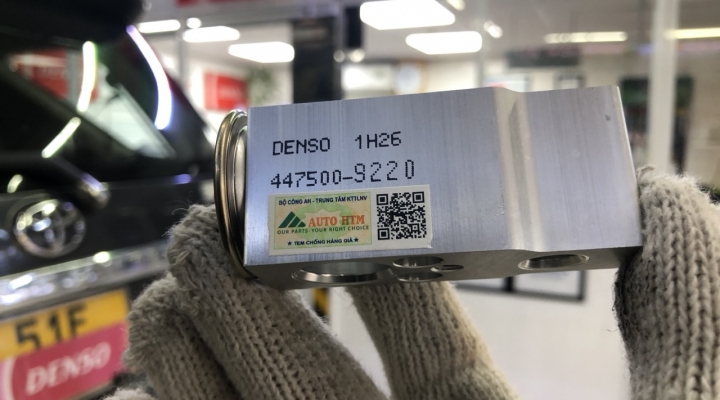 DENSO 1H26
447500-9220
BỘ CÔNG AN - TRUNG TÂM KTTLNV
AUTO HTM
OUR PARTS-YOUR RIGHT CHOICE
★ TEM CHỐNG HÀNG GIẢ ★
51F
DENSO